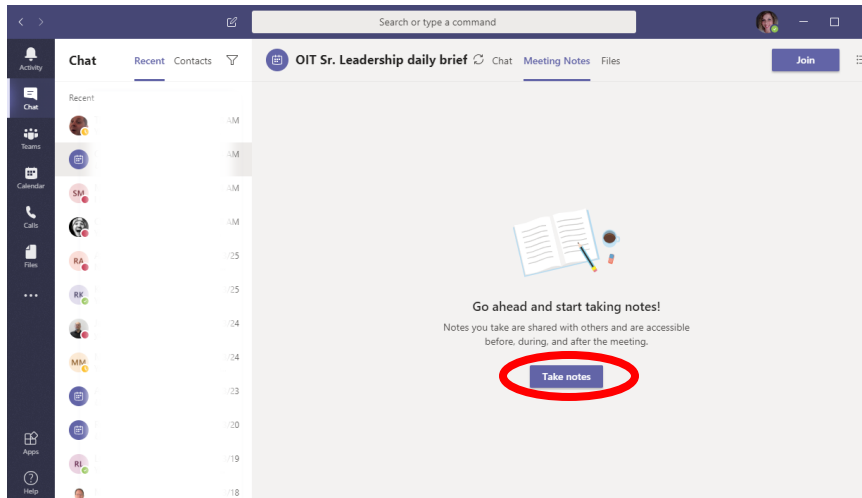 Search or type a command
Activity
Chat
Teams
Calendar
Calls
Files
Apps
Help
Chat Recent Contacts
Recent
AM
AM
SM AM
AM
RA /25
RK /25
/24
MM /24
/23
/20
RI /19
/18
OIT Sr. Leadership daily brief Chat Meeting Notes Files Join
Go ahead and start taking notes!
Notes you take are shared with others and are accessible
before, during, and after the meeting.
Take notes